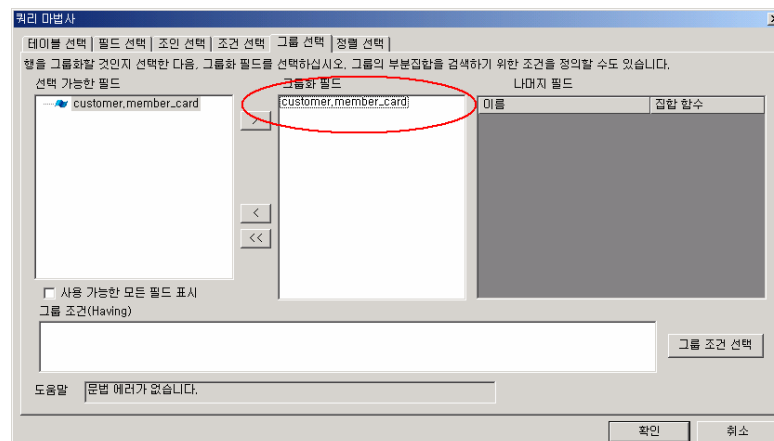 쿼리 마법사
테이블 선택 | 필드 선택 | 조인 선택 | 조건 선택 | 그룹 선택 | 정렬 선택 |
행을 그룹화할 것인지 선택한 다음, 그룹화 필드를 선택하십시오, 그룹의 부분집합을 검색하기 위한 조건을 정의할 수도 있습니다.
선택 가능한 필드 그룹화 필드 나머지 필드
customer,member_card customer,member_card 이름 집합 함수
>
<
<<
사용 가능한 모든 필드 표시
그룹 조건(Having)
그룹 조건 선택
도움말 문법 에러가 없습니다,
확인 취소